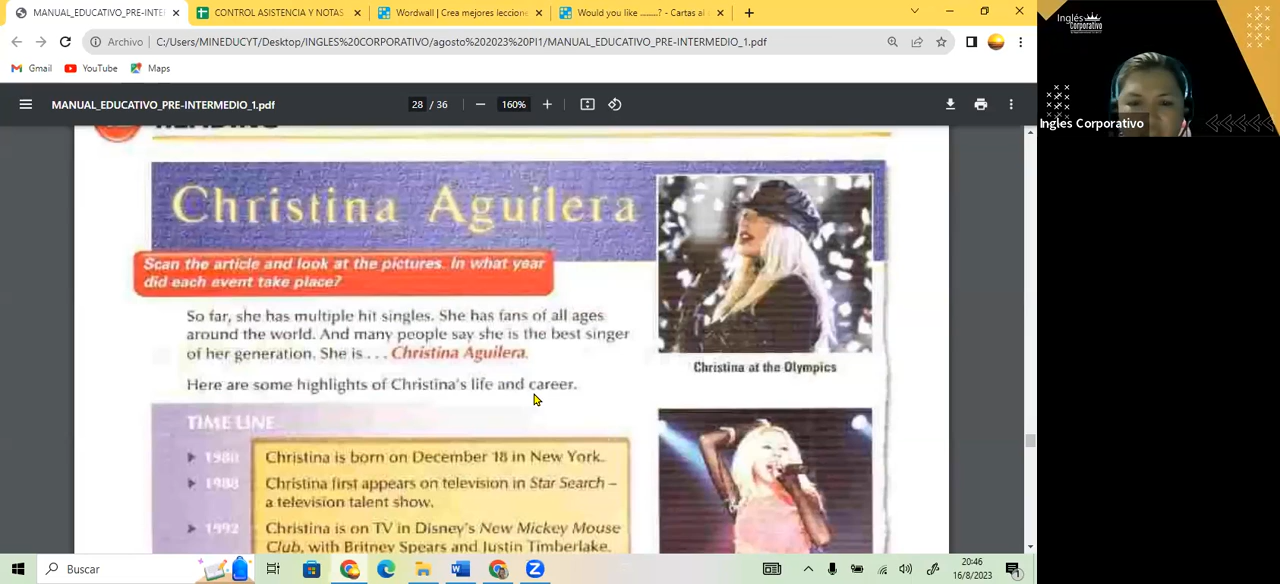 MANUAL_EDUCATIVO_PRE-INTER
CONTROL ASISTENCIA Y NOTAS
Wordwall | Crea mejores leccione
Would you like ........? - Cartas al
Archivo
C:/Users/MINEDUCYT/Desktop/INGLES%20CORPORATIVO/agosto%202023%20PI1/MANUAL_EDUCATIVO_PRE-INTERMEDIO_1.pdf
Gmail
YouTube
Maps
MANUAL_EDUCATIVO_PRE-INTERMEDIO_1.pdf
28 / 36
160%
READING
Christina Aguilera
Scan the article and look at the pictures. In what year
did each event take place?
So far, she has multiple hit singles. She has fans of all ages
around the world. And many people say she is the best singer
of her generation. She is . . . Christina Aguilera.
Here are some highlights of Christina's life and career.
Christina at the Olympics
TIME LINE
1980 Christina is born on December 18 in New York.
1988 Christina first appears on television in Star Search –
a television talent show.
1992 Christina is on TV in Disney's New Mickey Mouse
Club, with Britney Spears and Justin Timberlake.
Inglés
Corporativo
Ingles Corporativo
Buscar
20:46
16/8/2023